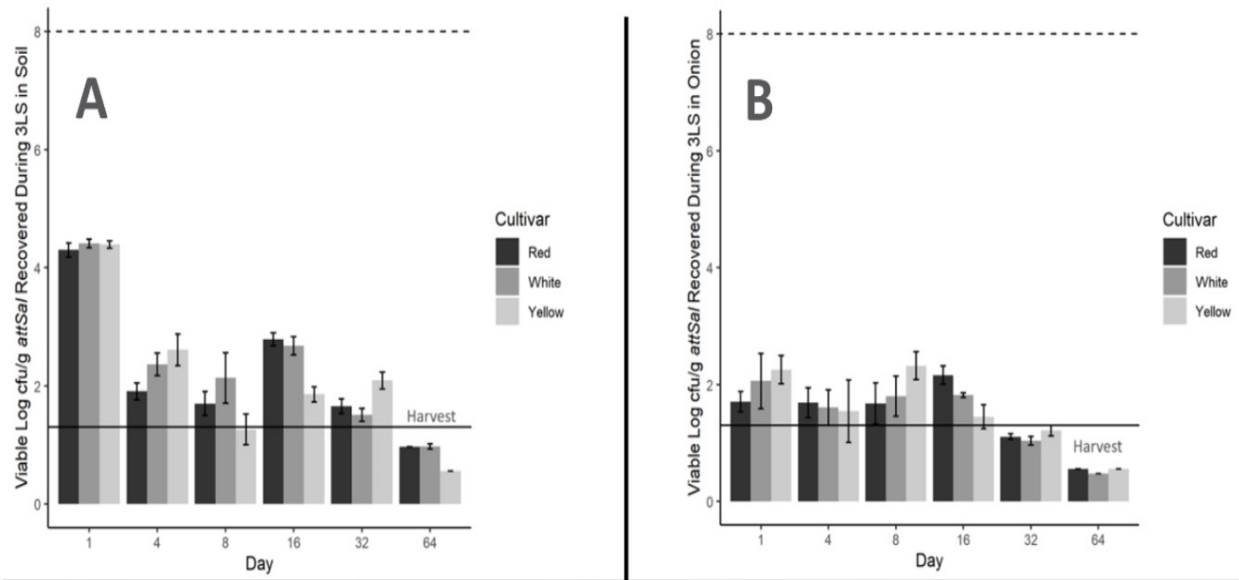 A
Viable Log cfu/g attSal Recovered During 3LS in Soil
8
6
4
2
0
Harvest
1 4 8 16 32 64
Day
Cultivar
Red
White
Yellow
B
Viable Log cfu/g attSal Recovered During 3LS in Onion
8
6
4
2
0
Harvest
1 4 8 16 32 64
Day
Cultivar
Red
White
Yellow